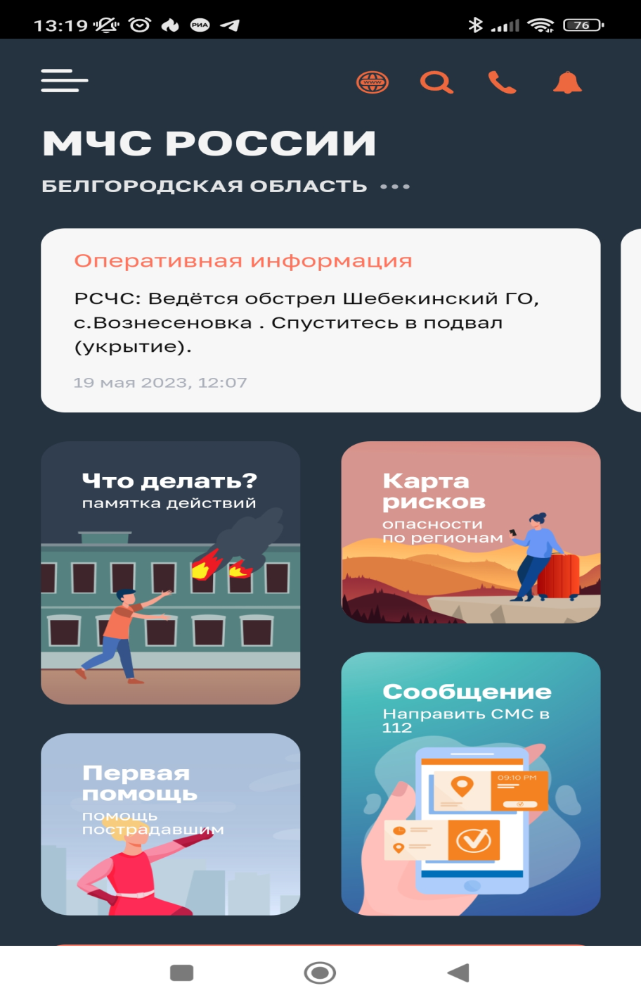 13:19
РИА
76
www
МЧС РОССИИ
БЕЛГОРОДСКАЯ ОБЛАСТЬ •••
Оперативная информация
РСЧС: Ведётся обстрел Шебекинский ГО,
с.Вознесеновка . Спуститесь в подвал
(укрытие).
19 мая 2023, 12:07
Что делать?
памятка действий
Карта
рисков
опасности
по регионам
Сообщение
Направить СМС в
112
09:10 PM
Первая
помощь
помощь
пострадавшим